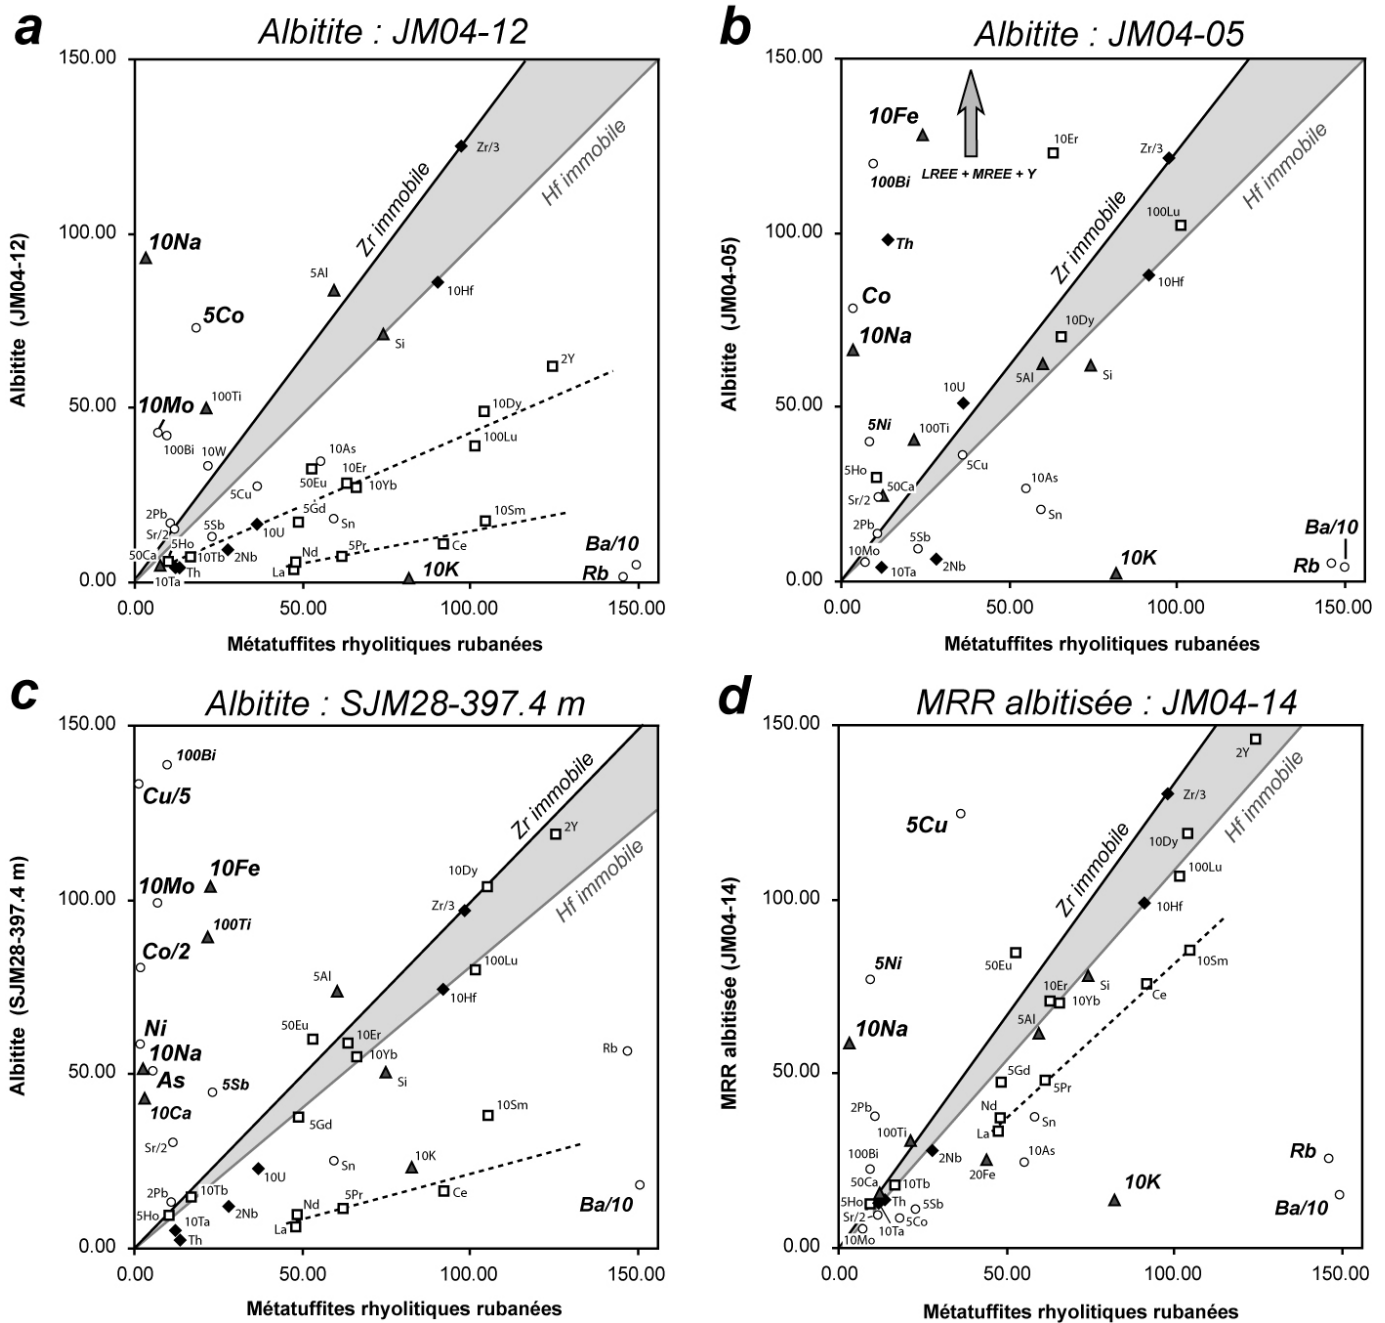 a
Albitite : JM04-12
150.00
100.00
50.00
0.00
Albitite (JM04-12)
0.00
50.00
100.00
150.00
Métatuffites rhyolitiques rubanées
Zr immobile
Hf immobile
Zr/3
10Na
5Al
10Hf
5Co
Si
2Y
100Ti
10Mo
10Dy
100Bi
10W
100Lu
10As
50Eu
10Er
10Yb
5Cu
5Gd
2Pb
Sr/2
5Sb
10U
Sn
10Sm
5Ho
50Ca
10Tb
2Nb
Nd
5Pr
Ce
Ba/10
10Ta
Th
La
10K
Rb
b
Albitite : JM04-05
150.00
100.00
50.00
0.00
Albitite (JM04-05)
0.00
50.00
100.00
150.00
Métatuffites rhyolitiques rubanées
Zr immobile
Hf immobile
10Fe
10Er
Zr/3
LREE + MREE + Y
100Bi
100Lu
Th
10Hf
Co
10Dy
10Na
5Al
Si
10U
5Ni
100Ti
5Cu
5Ho
50Ca
Sr/2
10As
Sn
2Pb
5Sb
Ba/10
10Mo
10Ta
2Nb
10K
Rb
c
Albitite : SJM28-397.4 m
150.00
100.00
50.00
0.00
Albitite (SJM28-397.4 m)
0.00
50.00
100.00
150.00
Métatuffites rhyolitiques rubanées
Zr immobile
Hf immobile
100Bi
Cu/5
2Y
10Fe
10Mo
10Dy
Zr/3
100Ti
Co/2
100Lu
5Al
10Hf
Ni
50Eu
10Er
10Yb
Rb
10Na
As
5Sb
Si
10Ca
10Sm
5Gd
Sr/2
Sn
10K
10U
2Pb
10Tb
5Pr
Ce
Ba/10
5Ho
10Ta
2Nb
Nd
La
Th
d
MRR albitisée : JM04-14
150.00
100.00
50.00
0.00
MRR albitisée (JM04-14)
0.00
50.00
100.00
150.00
Métatuffites rhyolitiques rubanées
Zr immobile
Hf immobile
2Y
Zr/3
5Cu
10Dy
100Lu
10Hf
50Eu
10Sm
5Ni
Si
Ce
10Er
10Yb
10Na
5Al
5Gd
5Pr
2Pb
Nd
Sn
100Ti
La
2Nb
10As
Rb
100Bi
20Fe
50Ca
10Tb
10K
Ba/10
5Ho
Th
5Sb
Sr/2
5Co
10Mo
10Ta